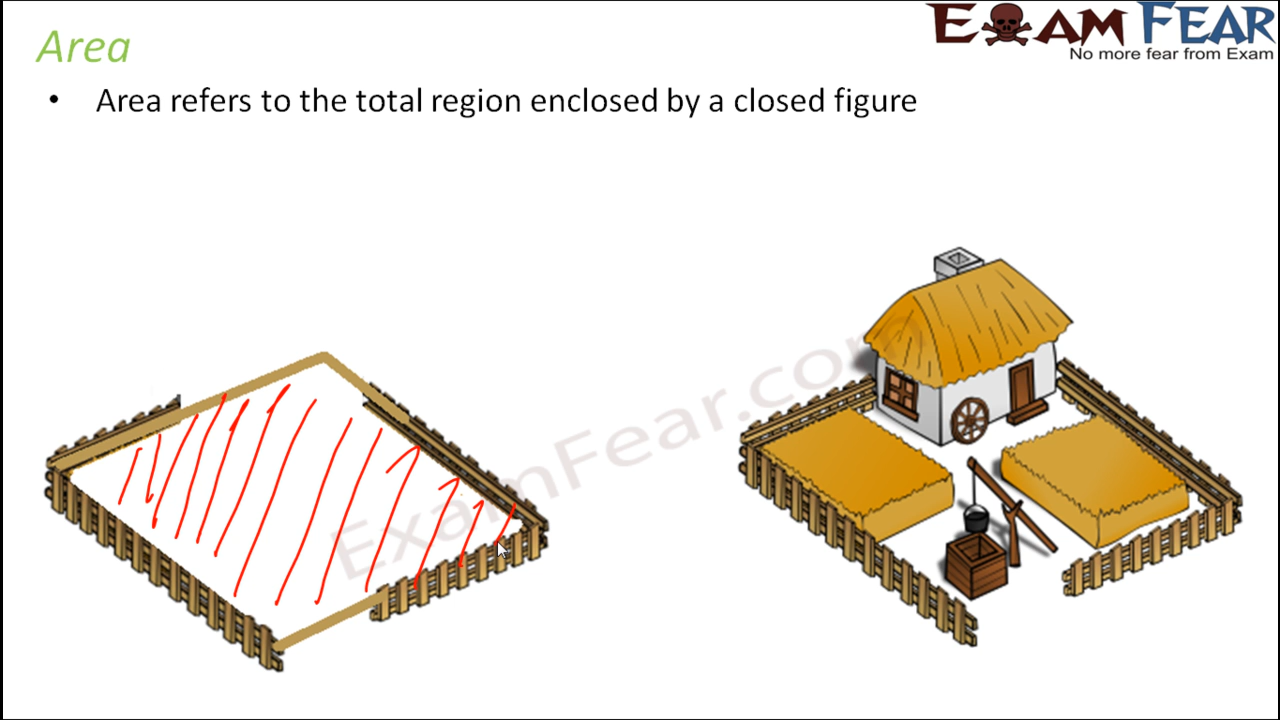 Area
EXAM FEAR
No more fear from Exam
• Area refers to the total region enclosed by a closed figure
ExamFear.com